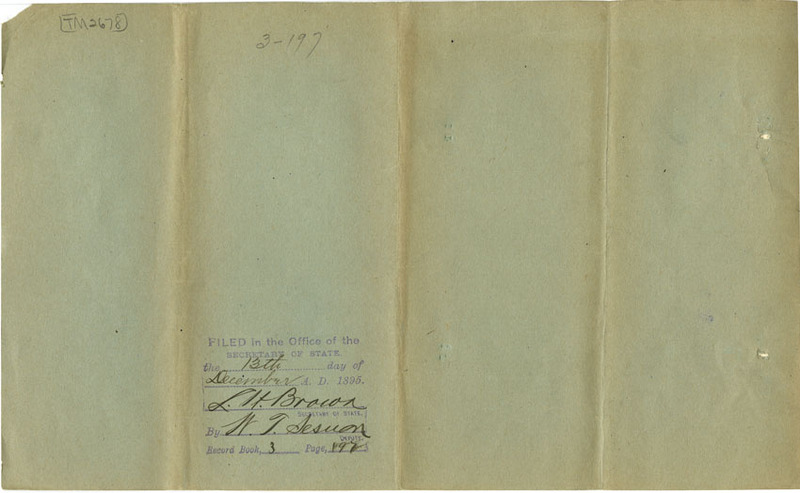 TM2678
3-197
FILED in the Office of the
SECRETARY OF STATE
the 13th day of
December A. D. 1895.
L. H. Brown
SECRETARY OF STATE.
By W. T.
DEPUTY.
Record Book, 3 Page, 197